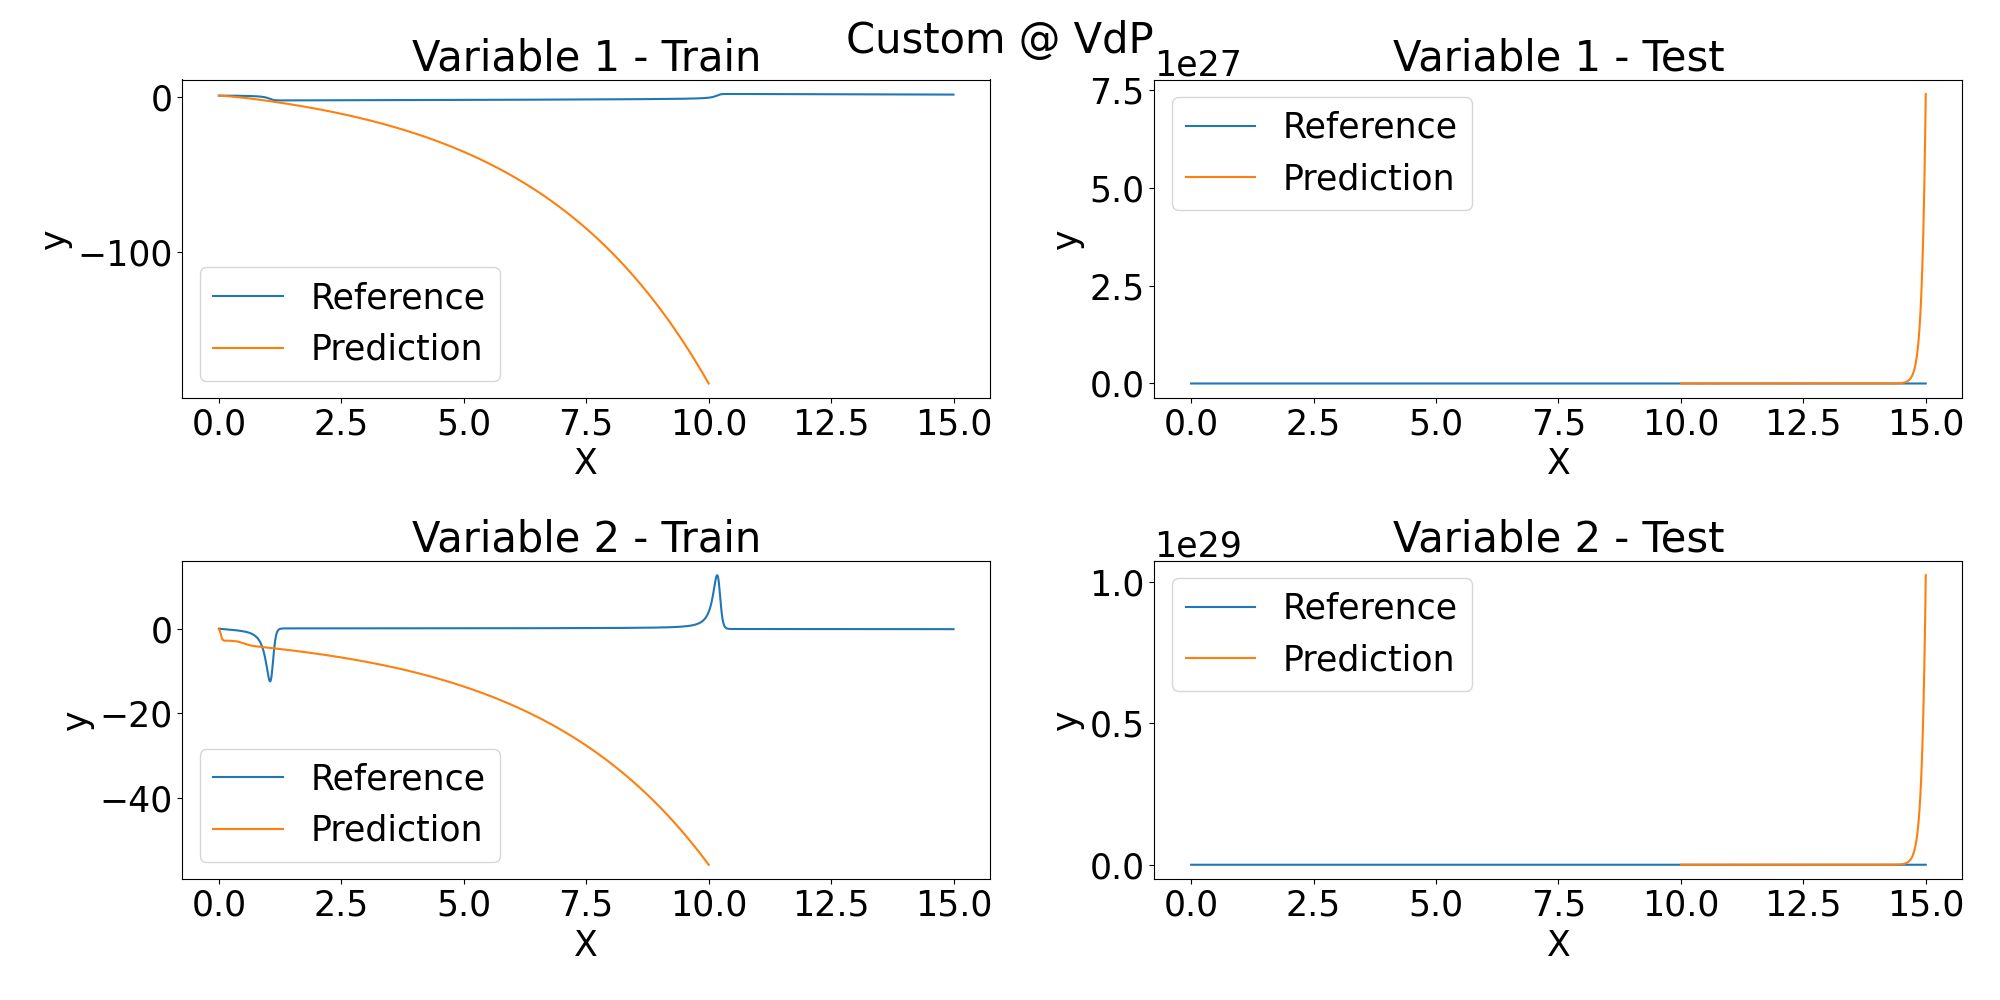 Custom @ VdP
Variable 1 - Train
0
−100
y
Reference
Prediction
0.0 2.5 5.0 7.5 10.0 12.5 15.0
X
Variable 1 - Test
1e27
7.5
5.0
2.5
0.0
y
Reference
Prediction
0.0 2.5 5.0 7.5 10.0 12.5 15.0
X
Variable 2 - Train
0
−20
−40
y
Reference
Prediction
0.0 2.5 5.0 7.5 10.0 12.5 15.0
X
Variable 2 - Test
1e29
1.0
0.5
0.0
y
Reference
Prediction
0.0 2.5 5.0 7.5 10.0 12.5 15.0
X